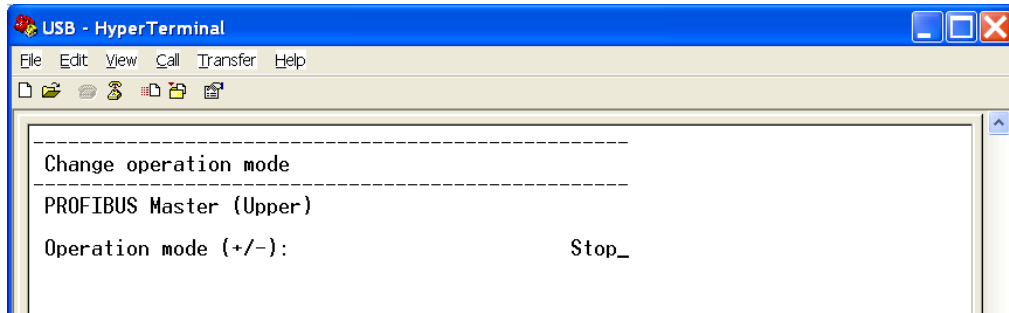 USB - HyperTerminal
File Edit View Call Transfer Help
--------------------------------------------------
Change operation mode
--------------------------------------------------
PROFIBUS Master (Upper)
Operation mode (+/-): Stop_